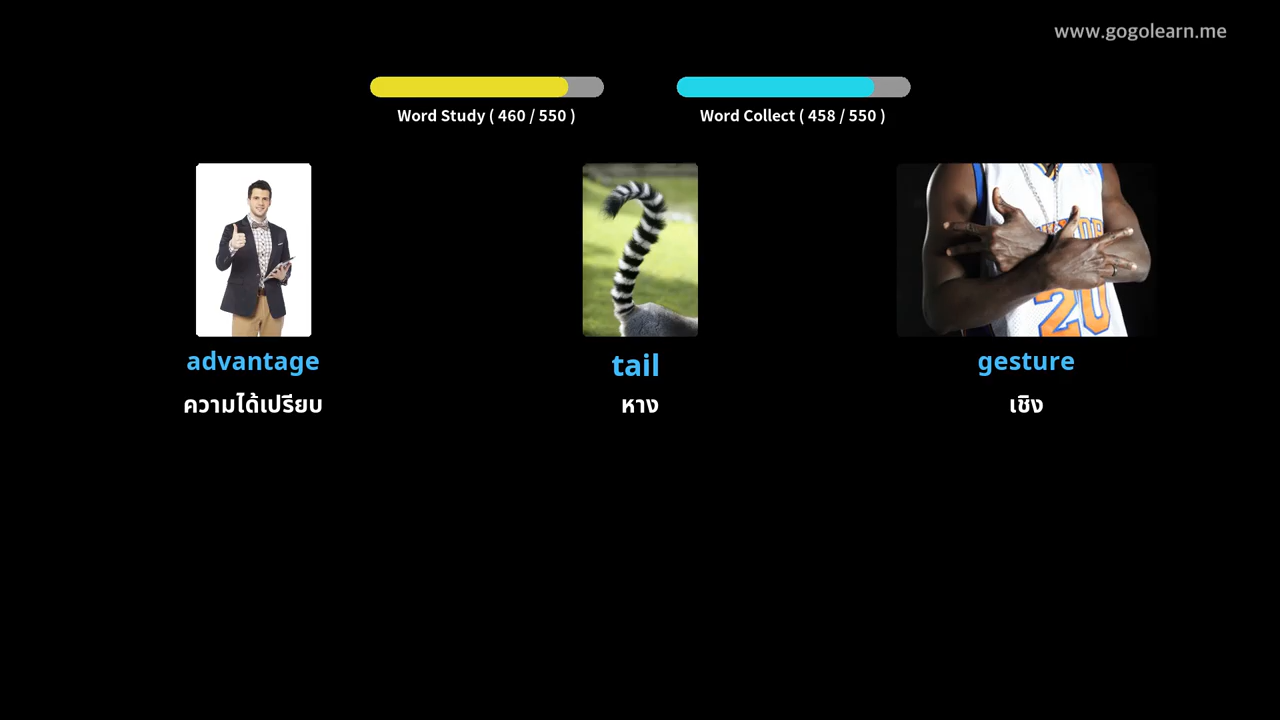 www.gogolearn.me
Word Study ( 460 / 550 )
Word Collect ( 458 / 550 )
20
advantage
tail
gesture
ความได้เปรียบ
หาง
เชิง